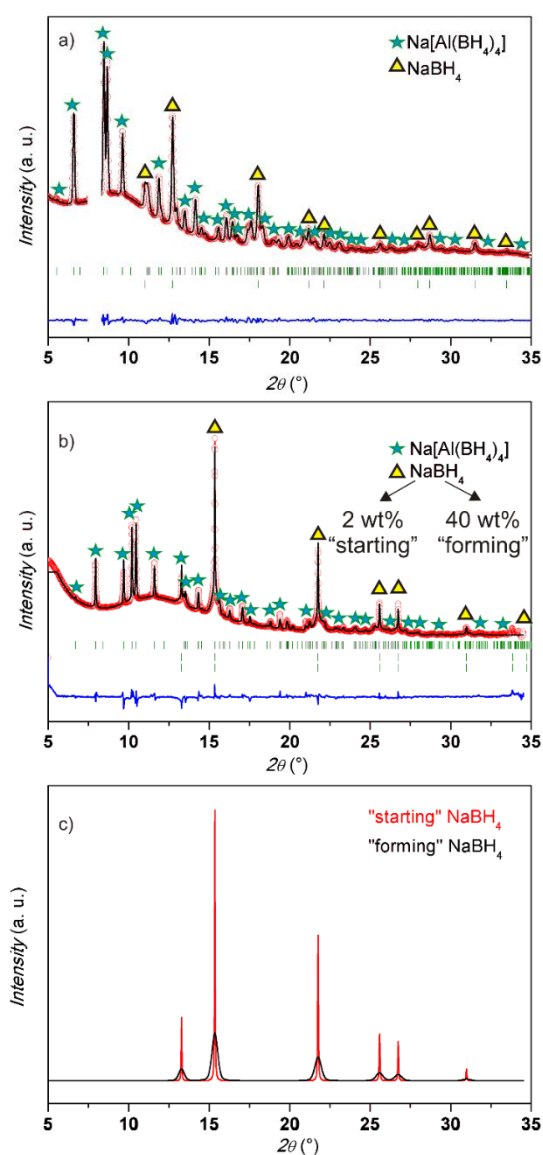 a)
Na[Al(BH4)4]
NaBH4
Intensity (a. u.)
5 10 15 20 25 30 35
2θ (°)
b)
Na[Al(BH4)4]
NaBH4
2 wt% 40 wt%
"starting" "forming"
Intensity (a. u.)
5 10 15 20 25 30 35
2θ (°)
c)
"starting" NaBH4
"forming" NaBH4
Intensity (a. u.)
5 10 15 20 25 30 35
2θ (°)